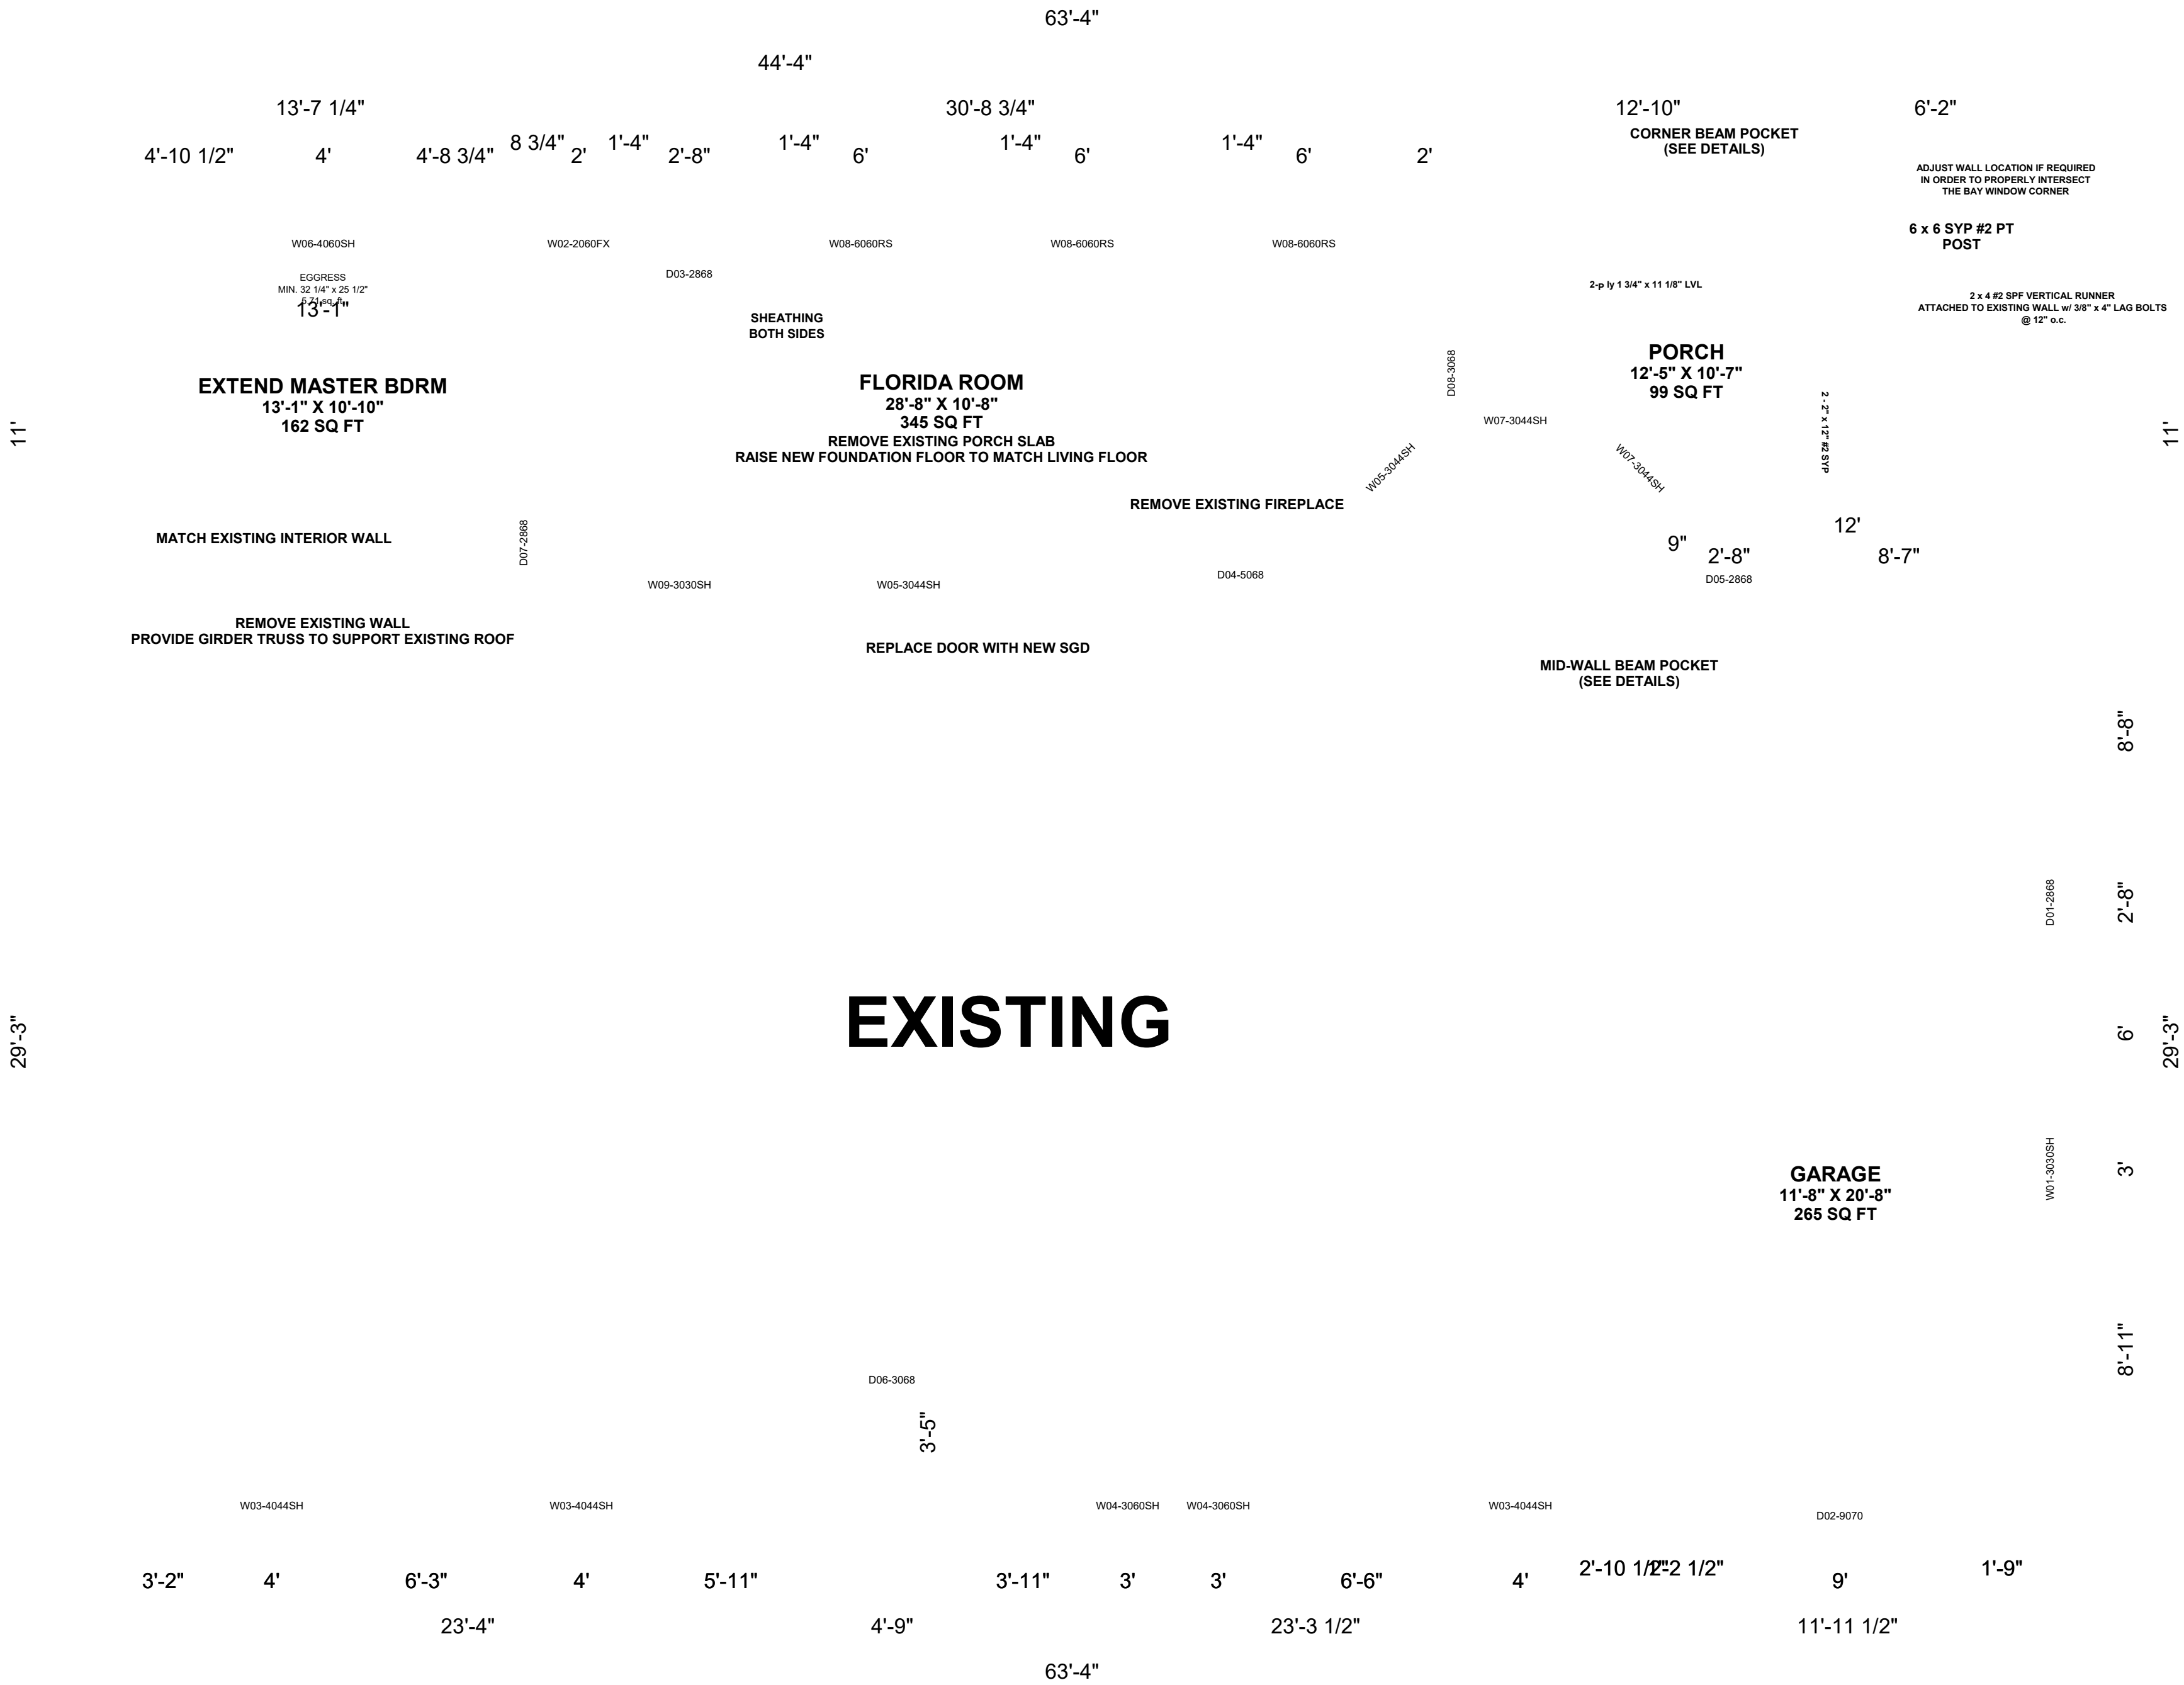 63'-4"
44'-4"
13'-7 1/4"
30'-8 3/4"
12'-10"
6'-2"
4'-10 1/2"
4'
4'-8 3/4"
8 3/4"
2'
1'-4"
2'-8"
1'-4"
6'
1'-4"
6'
1'-4"
6'
2'
CORNER BEAM POCKET
(SEE DETAILS)
ADJUST WALL LOCATION IF REQUIRED
IN ORDER TO PROPERLY INTERSECT
THE BAY WINDOW CORNER
6 x 6 SYP #2 PT
POST
W06-4060SH
W02-2060FX
W08-6060RS
W08-6060RS
W08-6060RS
EGGRESS
MIN. 32 1/4" x 25 1/2"
5.71 sq. ft.
13'-1"
D03-2868
SHEATHING
BOTH SIDES
2-p ly 1 3/4" x 11 1/8" LVL
2 x 4 #2 SPF VERTICAL RUNNER
ATTACHED TO EXISTING WALL w/ 3/8" x 4" LAG BOLTS
@ 12" o.c.
EXTEND MASTER BDRM
13'-1" X 10'-10"
162 SQ FT
FLORIDA ROOM
28'-8" X 10'-8"
345 SQ FT
REMOVE EXISTING PORCH SLAB
RAISE NEW FOUNDATION FLOOR TO MATCH LIVING FLOOR
D08-3068
PORCH
12'-5" X 10'-7"
99 SQ FT
2 - 2" x 12" #2 SYP
11'
11'
W07-3044SH
W05-3044SH
W07-3044SH
REMOVE EXISTING FIREPLACE
MATCH EXISTING INTERIOR WALL
D07-2868
12'
9"
2'-8"
8'-7"
W09-3030SH
W05-3044SH
D04-5068
D05-2868
REMOVE EXISTING WALL
PROVIDE GIRDER TRUSS TO SUPPORT EXISTING ROOF
REPLACE DOOR WITH NEW SGD
MID-WALL BEAM POCKET
(SEE DETAILS)
8'-8"
D01-2868
2'-8"
EXISTING
29'-3"
6'
29'-3"
W01-3030SH
3'
GARAGE
11'-8" X 20'-8"
265 SQ FT
8'-11"
D06-3068
3'-5"
W03-4044SH
W03-4044SH
W04-3060SH
W04-3060SH
W03-4044SH
D02-9070
3'-2"
4'
6'-3"
4'
5'-11"
3'-11"
3'
3'
6'-6"
4'
2'-10 1/2"
1'-2 1/2"
9'
1'-9"
23'-4"
4'-9"
23'-3 1/2"
11'-11 1/2"
63'-4"